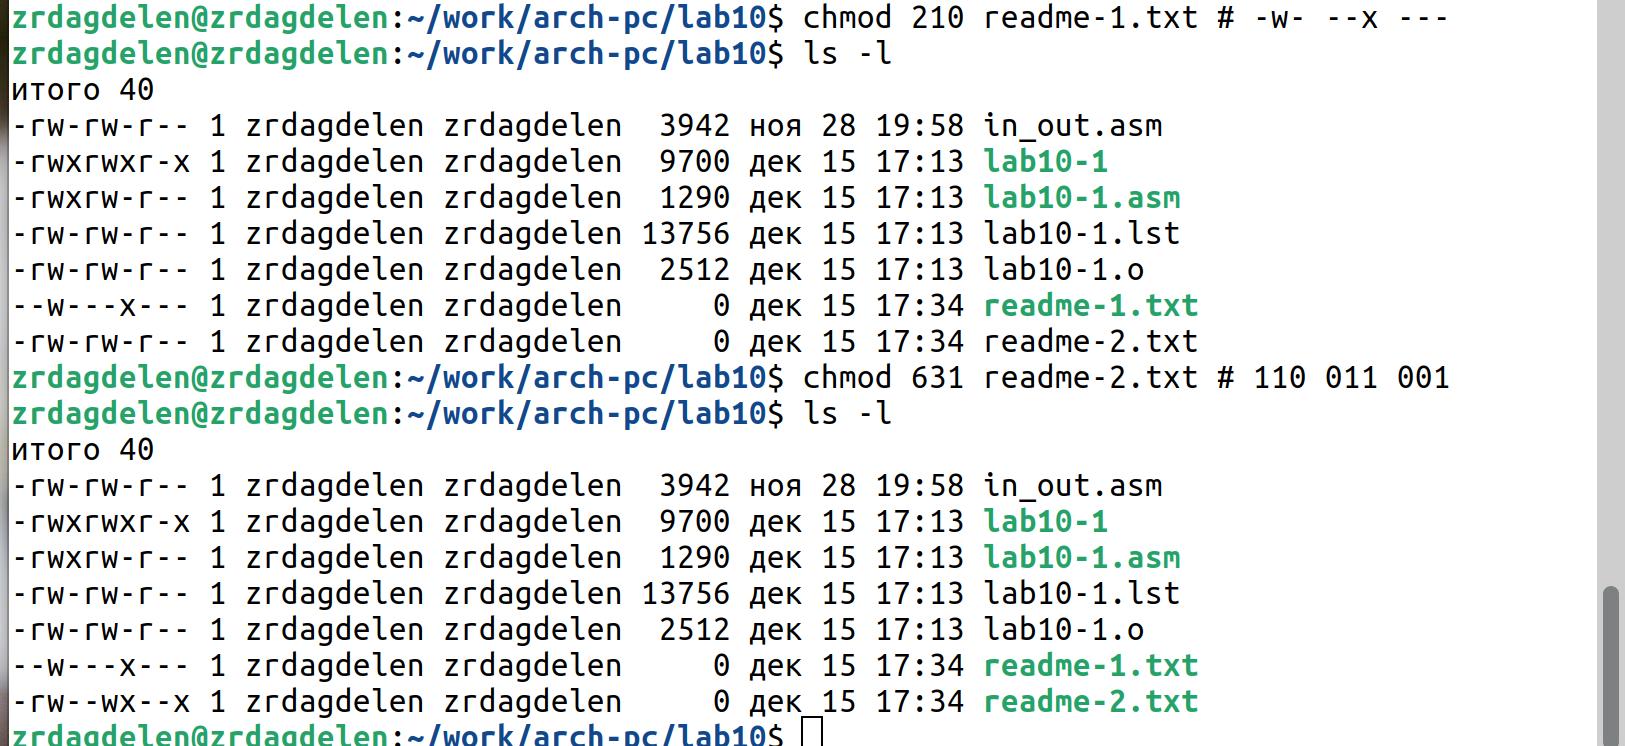 zrdagdelen@zrdagdelen:~/work/arch-pc/lab10$ chmod 210 readme-1.txt # -w- --x ---
zrdagdelen@zrdagdelen:~/work/arch-pc/lab10$ ls -l
итого 40
-rw-rw-r-- 1 zrdagdelen zrdagdelen  3942 ноя 28 19:58 in_out.asm
-rwxrwxr-x 1 zrdagdelen zrdagdelen  9700 дек 15 17:13 lab10-1
-rwxrw-r-- 1 zrdagdelen zrdagdelen  1290 дек 15 17:13 lab10-1.asm
-rw-rw-r-- 1 zrdagdelen zrdagdelen 13756 дек 15 17:13 lab10-1.lst
-rw-rw-r-- 1 zrdagdelen zrdagdelen  2512 дек 15 17:13 lab10-1.o
--w---x--- 1 zrdagdelen zrdagdelen     0 дек 15 17:34 readme-1.txt
-rw-rw-r-- 1 zrdagdelen zrdagdelen     0 дек 15 17:34 readme-2.txt
zrdagdelen@zrdagdelen:~/work/arch-pc/lab10$ chmod 631 readme-2.txt # 110 011 001
zrdagdelen@zrdagdelen:~/work/arch-pc/lab10$ ls -l
итого 40
-rw-rw-r-- 1 zrdagdelen zrdagdelen  3942 ноя 28 19:58 in_out.asm
-rwxrwxr-x 1 zrdagdelen zrdagdelen  9700 дек 15 17:13 lab10-1
-rwxrw-r-- 1 zrdagdelen zrdagdelen  1290 дек 15 17:13 lab10-1.asm
-rw-rw-r-- 1 zrdagdelen zrdagdelen 13756 дек 15 17:13 lab10-1.lst
-rw-rw-r-- 1 zrdagdelen zrdagdelen  2512 дек 15 17:13 lab10-1.o
--w---x--- 1 zrdagdelen zrdagdelen     0 дек 15 17:34 readme-1.txt
-rw--wx--x 1 zrdagdelen zrdagdelen     0 дек 15 17:34 readme-2.txt
zrdagdelen@zrdagdelen:~/work/arch-pc/lab10$